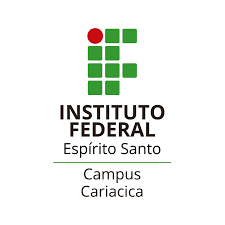 INSTITUTO
FEDERAL
Espírito Santo
Campus
Cariacica